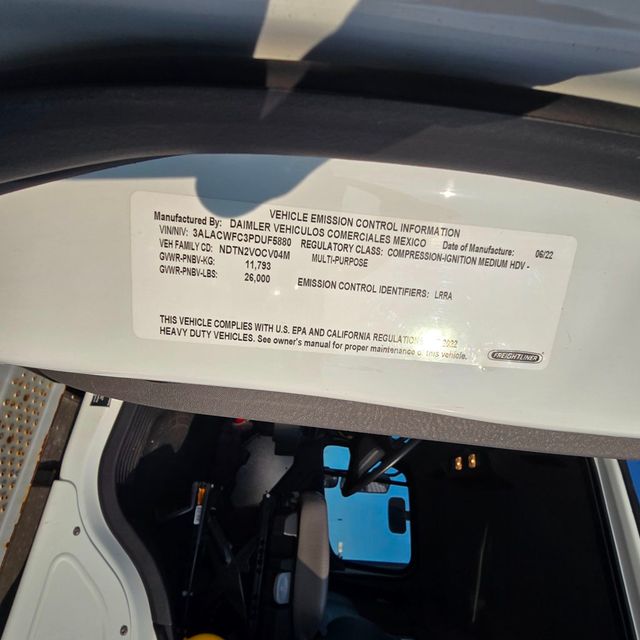 VEHICLE EMISSION CONTROL INFORMATION
Manufactured By: DAIMLER VEHICULOS COMERCIALES MEXICO Date of Manufacture: 06/22
VIN/NIV: 3ALACWFC3PDUF5880 REGULATORY CLASS: COMPRESSION-IGNITION MEDIUM HDV -
VEH FAMILY CD: NDTN2VOCV04M MULTI-PURPOSE
GVWR-PNBV-KG: 11,793
GVWR-PNBV-LBS: 26,000 EMISSION CONTROL IDENTIFIERS: LRRA
THIS VEHICLE COMPLIES WITH U.S. EPA AND CALIFORNIA REGULATION 2022
HEAVY DUTY VEHICLES. See owner's manual for proper maintenance of this vehicle.
FREIGHTLINER